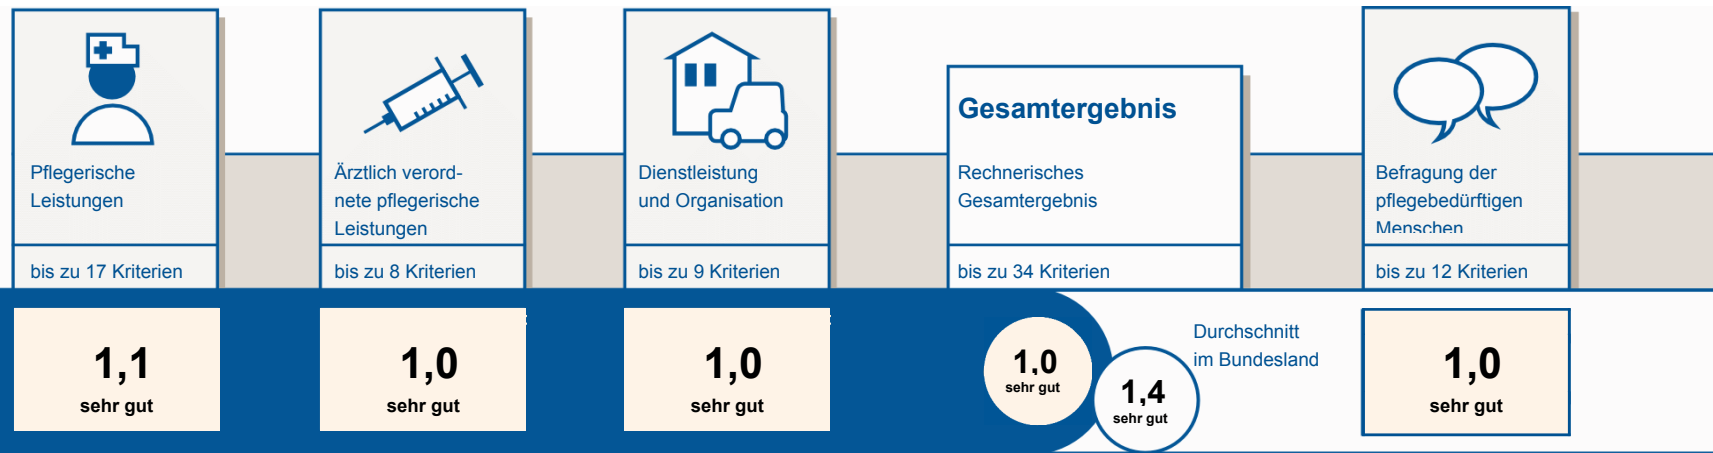 Pflegerische
Leistungen
bis zu 17 Kriterien
1,1
sehr gut
Ärztlich verord-
nete pflegerische
Leistungen
bis zu 8 Kriterien
1,0
sehr gut
Dienstleistung
und Organisation
bis zu 9 Kriterien
1,0
sehr gut
Gesamtergebnis
Rechnerisches
Gesamtergebnis
bis zu 34 Kriterien
1,0
sehr gut
1,4
sehr gut
Durchschnitt
im Bundesland
Befragung der
pflegebedürftigen
Menschen
bis zu 12 Kriterien
1,0
sehr gut